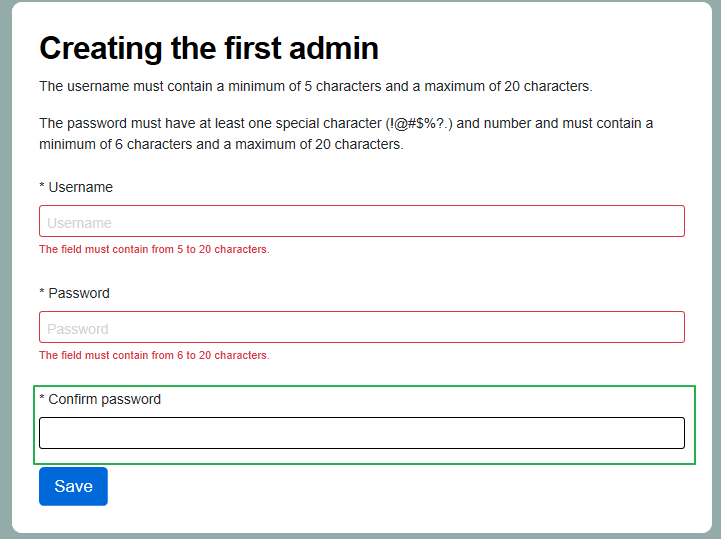 Creating the first admin
The username must contain a minimum of 5 characters and a maximum of 20 characters.
The password must have at least one special character (!@#$%?.) and number and must contain a
minimum of 6 characters and a maximum of 20 characters.
* Username
Username
The field must contain from 5 to 20 characters.
* Password
Password
The field must contain from 6 to 20 characters.
* Confirm password
Save